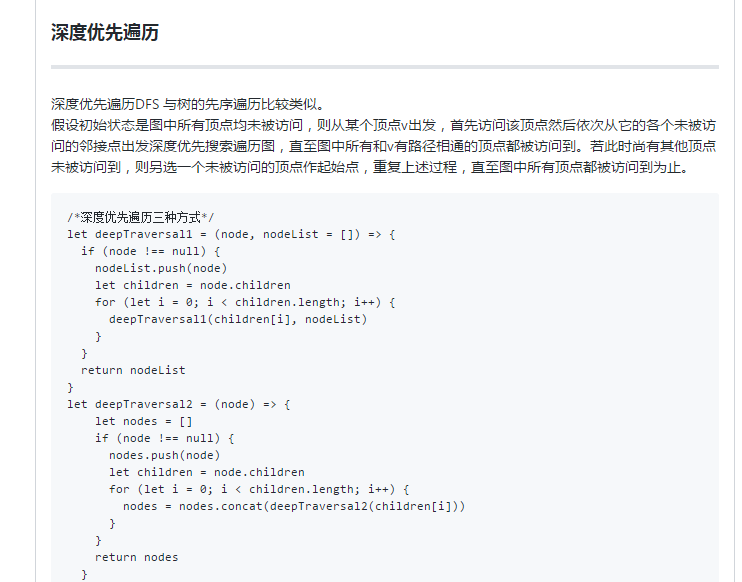 深度优先遍历
深度优先遍历DFS 与树的先序遍历比较类似。
假设初始状态是图中所有顶点均未被访问，则从某个顶点v出发，首先访问该顶点然后依次从它的各个未被访
问的邻接点出发深度优先搜索遍历图，直至图中所有和v有路径相通的顶点都被访问到。若此时尚有其他顶点
未被访问到，则另选一个未被访问的顶点作起始点，重复上述过程，直至图中所有顶点都被访问到为止。
/*深度优先遍历三种方式*/
let deepTraversal1 = (node, nodeList = []) => {
  if (node !== null) {
    nodeList.push(node)
    let children = node.children
    for (let i = 0; i < children.length; i++) {
      deepTraversal1(children[i], nodeList)
    }
  }
  return nodeList
}
let deepTraversal2 = (node) => {
    let nodes = []
    if (node !== null) {
      nodes.push(node)
      let children = node.children
      for (let i = 0; i < children.length; i++) {
        nodes = nodes.concat(deepTraversal2(children[i]))
      }
    }
    return nodes
  }